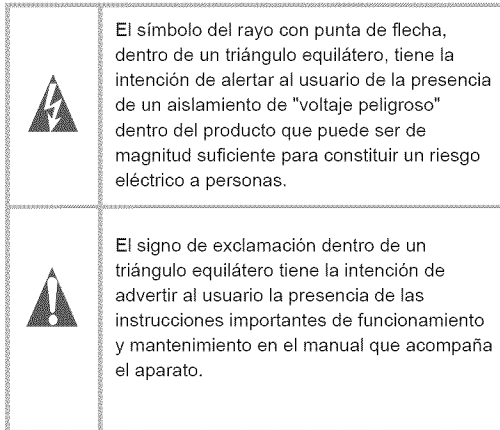 El símbolo del rayo con punta de flecha,
dentro de un triángulo equilátero, tiene la
intención de alertar al usuario de la presencia
de un aislamiento de "voltaje peligroso"
dentro del producto que puede ser de
magnitud suficiente para constituir un riesgo
eléctrico a personas.
El signo de exclamación dentro de un
triángulo equilátero tiene la intención de
advertir al usuario la presencia de las
instrucciones importantes de funcionamiento
y mantenimiento en el manual que acompaña
el aparato.